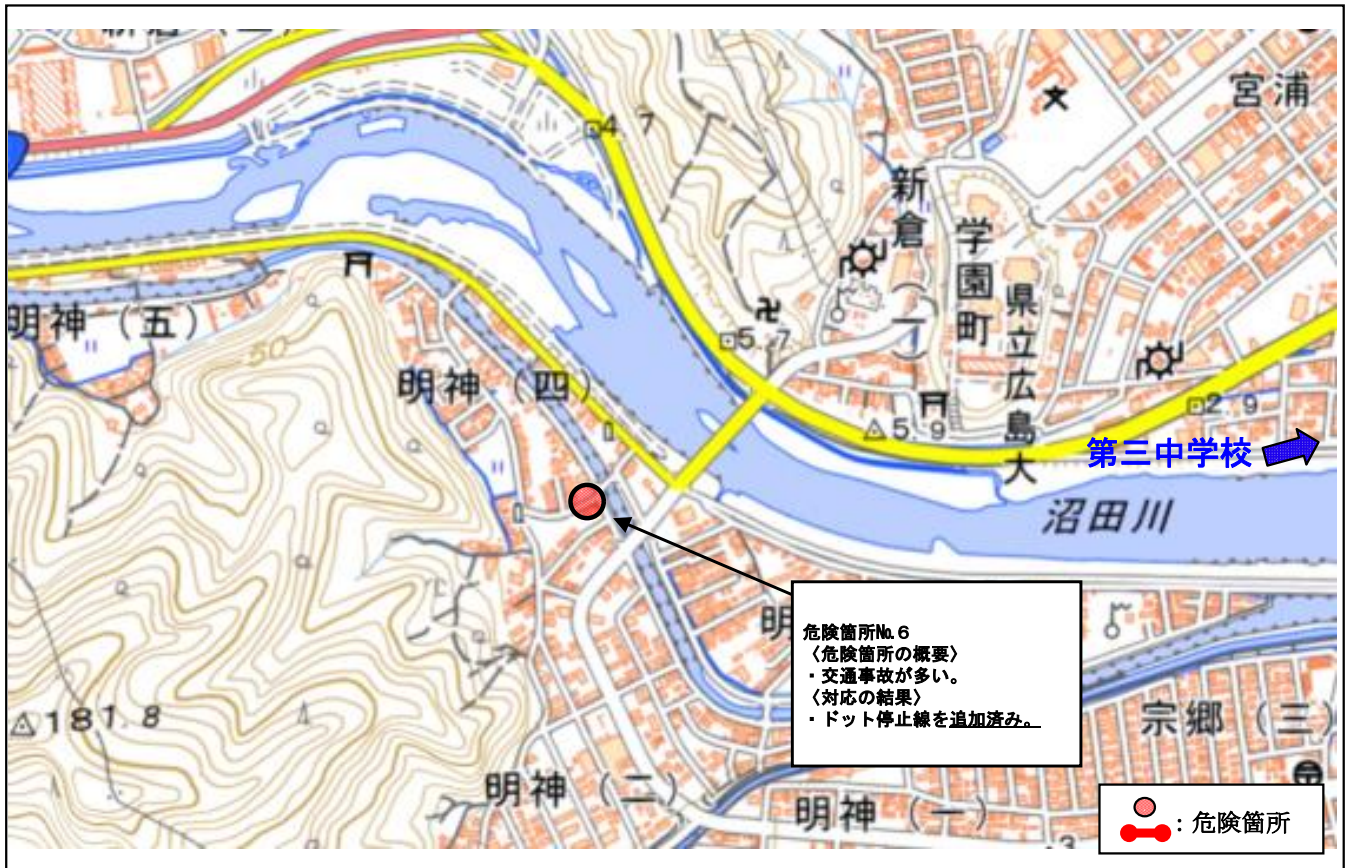 宮浦
4.7
新倉（一）
学園町
県立広島大
明神（五）
50
5.7
明神（四）
5.9
2.9
第三中学校
沼田川
危険箇所№６
〈危険箇所の概要〉
・交通事故が多い。
〈対応の結果〉
・ドット停止線を追加済み。
181.8
宗郷（三）
明神（二）
明神（一）
：危険箇所